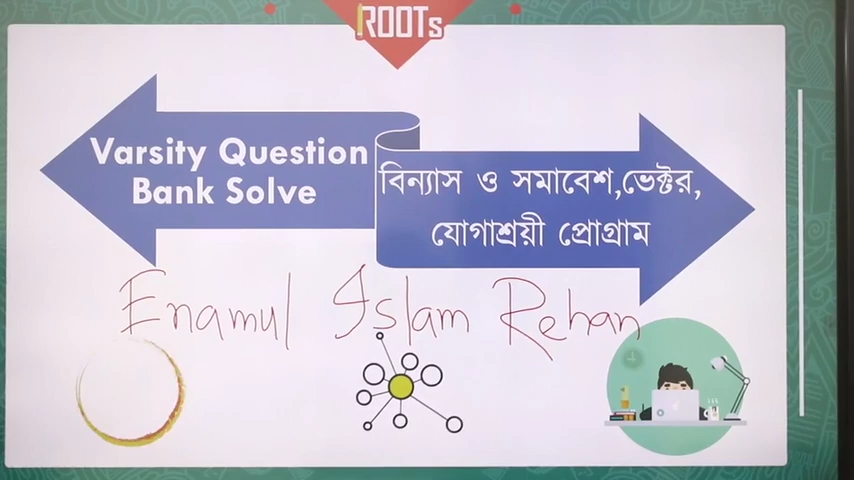 ROOTs
Varsity Question
Bank Solve
বিন্যাস ও সমাবেশ,ভেক্টর,
যোগাশ্রয়ী প্রোগ্রাম
Enamul Islam Rehan